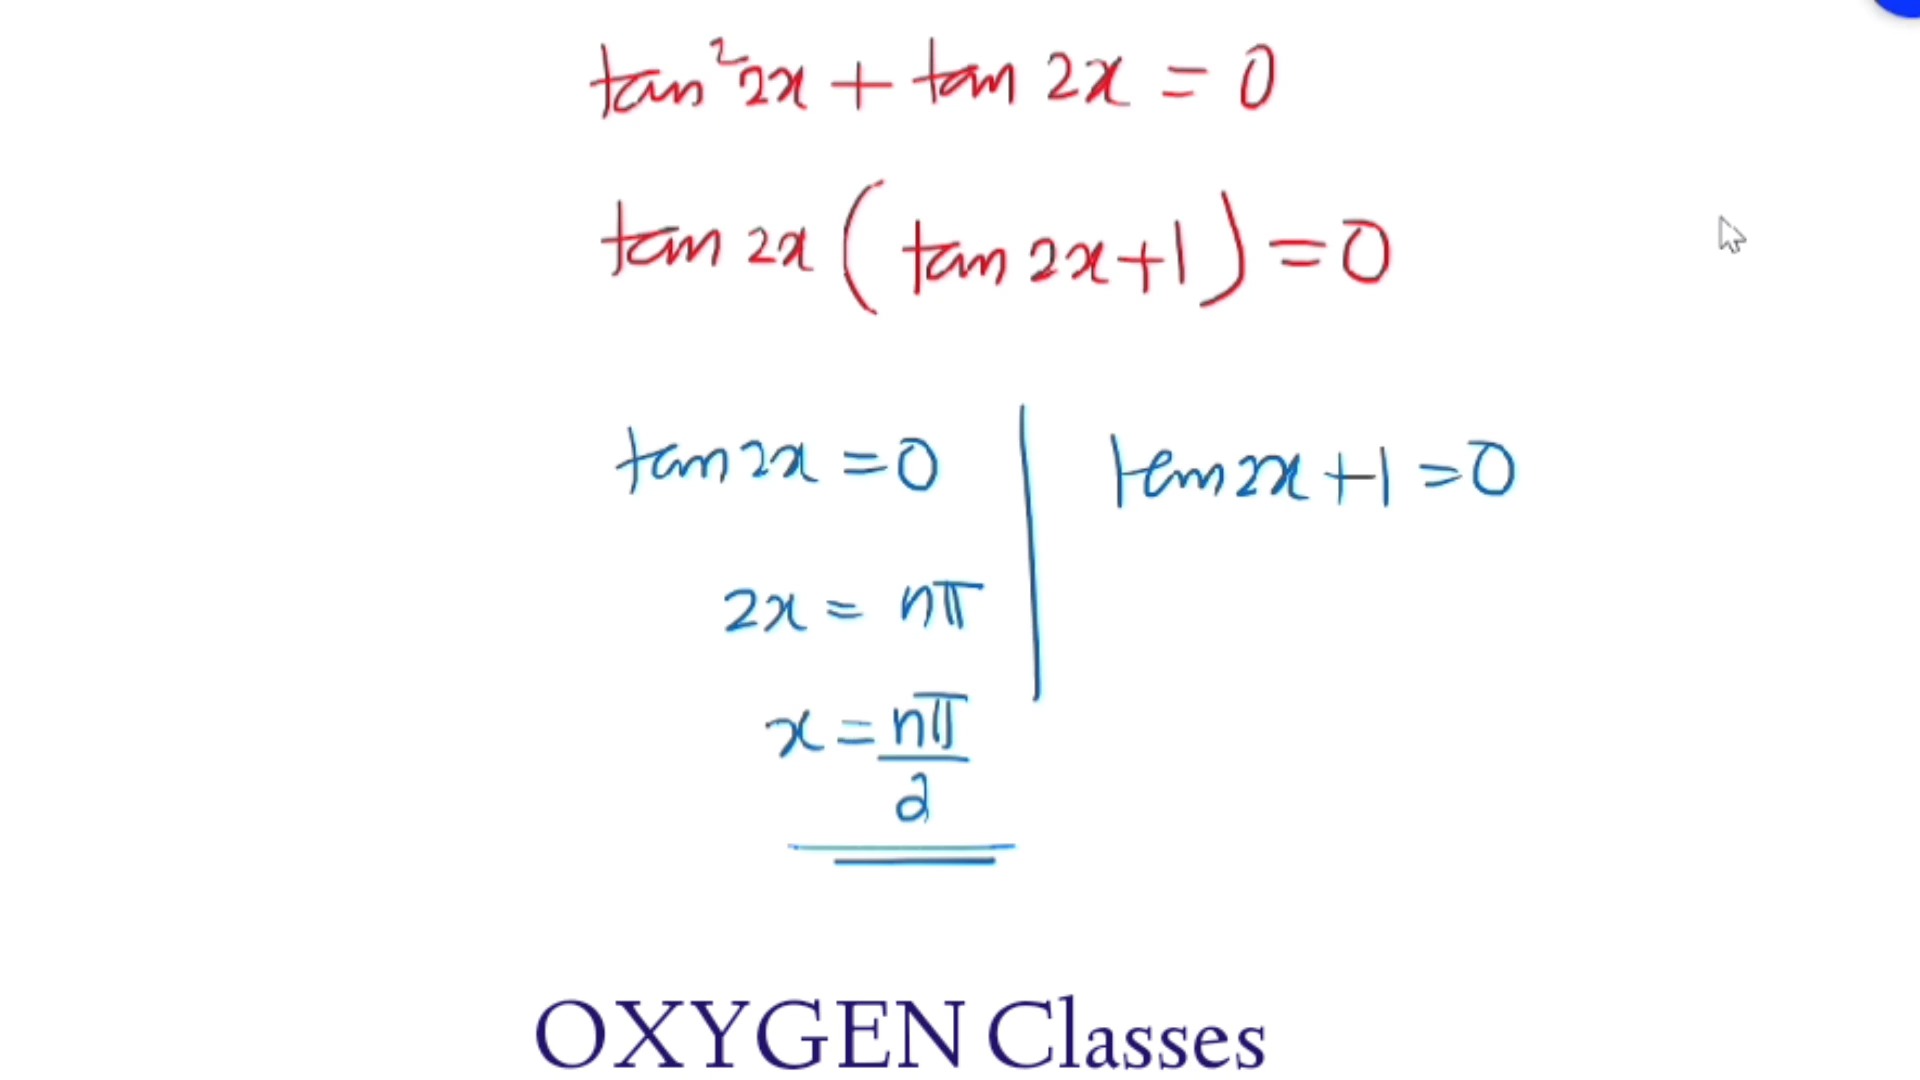 tan²2x + tan 2x = 0
tan 2x ( tan 2x+1 ) = 0
tan 2x = 0
tan 2x + 1 = 0
2x = nπ
x = nπ/2
OXYGEN Classes